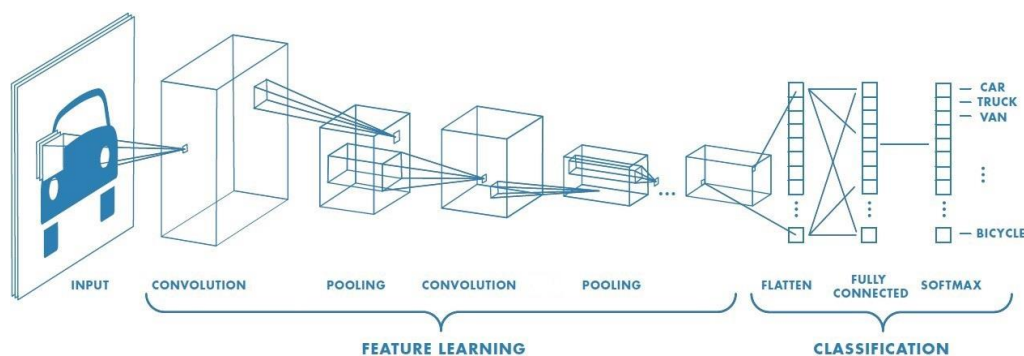 CAR
TRUCK
VAN
BICYCLE
INPUT
CONVOLUTION
POOLING
CONVOLUTION
POOLING
FLATTEN
FULLY
CONNECTED
SOFTMAX
FEATURE LEARNING
CLASSIFICATION